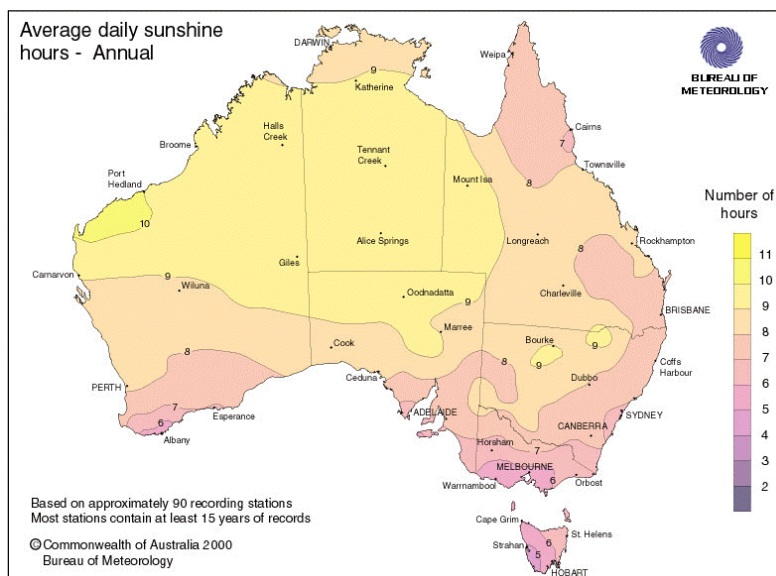 Average daily sunshine
hours - Annual
BUREAU OF
METEOROLOGY
DARWIN
Weipa
9
Katherine
Cairns
7
Halls
Creek
Broome
Tennant
Creek
Townsville
Port
Hedland
Mount Isa
8
Number of
hours
10
Alice Springs
Longreach
8
Rockhampton
11
10
9
8
7
6
5
4
3
2
Carnarvon
9
Wiluna
Giles
Oodnadatta
9
Charleville
BRISBANE
Marree
Bourke
9
9
Cook
8
8
Coffs
Harbour
PERTH
Ceduna
Dubbo
7
Esperance
6
Albany
ADELAIDE
SYDNEY
CANBERRA
Horsham
7
MELBOURNE
Warrnambool
6
Orbost
Based on approximately 90 recording stations
Most stations contain at least 15 years of records
Cape Grim
St. Helens
6
Strahan
5
HOBART
© Commonwealth of Australia 2000
Bureau of Meteorology